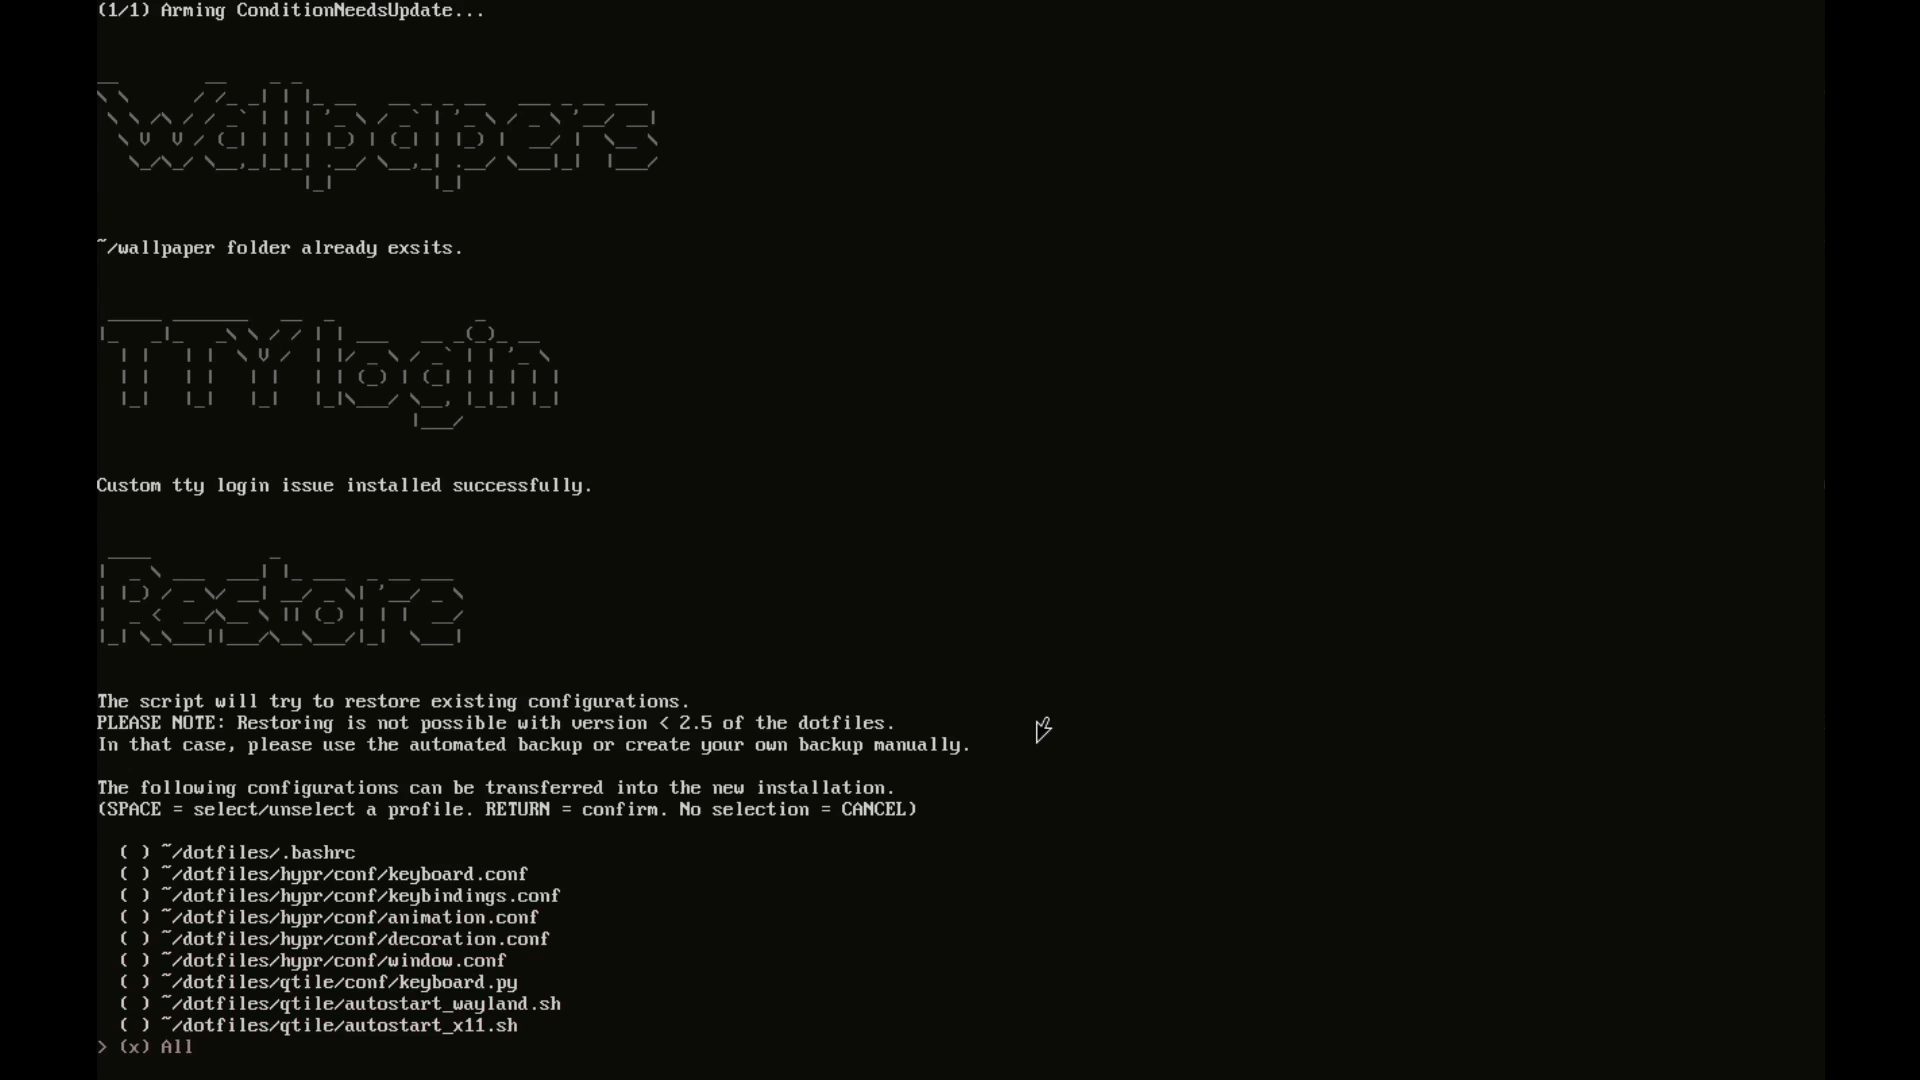 (1/1) Arming ConditionNeedsUpdate...
Wallpapers
~/wallpaper folder already exsits.
TTY login
Custom tty login issue installed successfully.
Restore
The script will try to restore existing configurations.
PLEASE NOTE: Restoring is not possible with version < 2.5 of the dotfiles.
In that case, please use the automated backup or create your own backup manually.
The following configurations can be transferred into the new installation.
(SPACE = select/unselect a profile. RETURN = confirm. No selection = CANCEL)
( ) ~/dotfiles/.bashrc
( ) ~/dotfiles/hypr/conf/keyboard.conf
( ) ~/dotfiles/hypr/conf/keybindings.conf
( ) ~/dotfiles/hypr/conf/animation.conf
( ) ~/dotfiles/hypr/conf/decoration.conf
( ) ~/dotfiles/hypr/conf/window.conf
( ) ~/dotfiles/qtile/conf/keyboard.py
( ) ~/dotfiles/qtile/autostart_wayland.sh
( ) ~/dotfiles/qtile/autostart_x11.sh
> (x) All